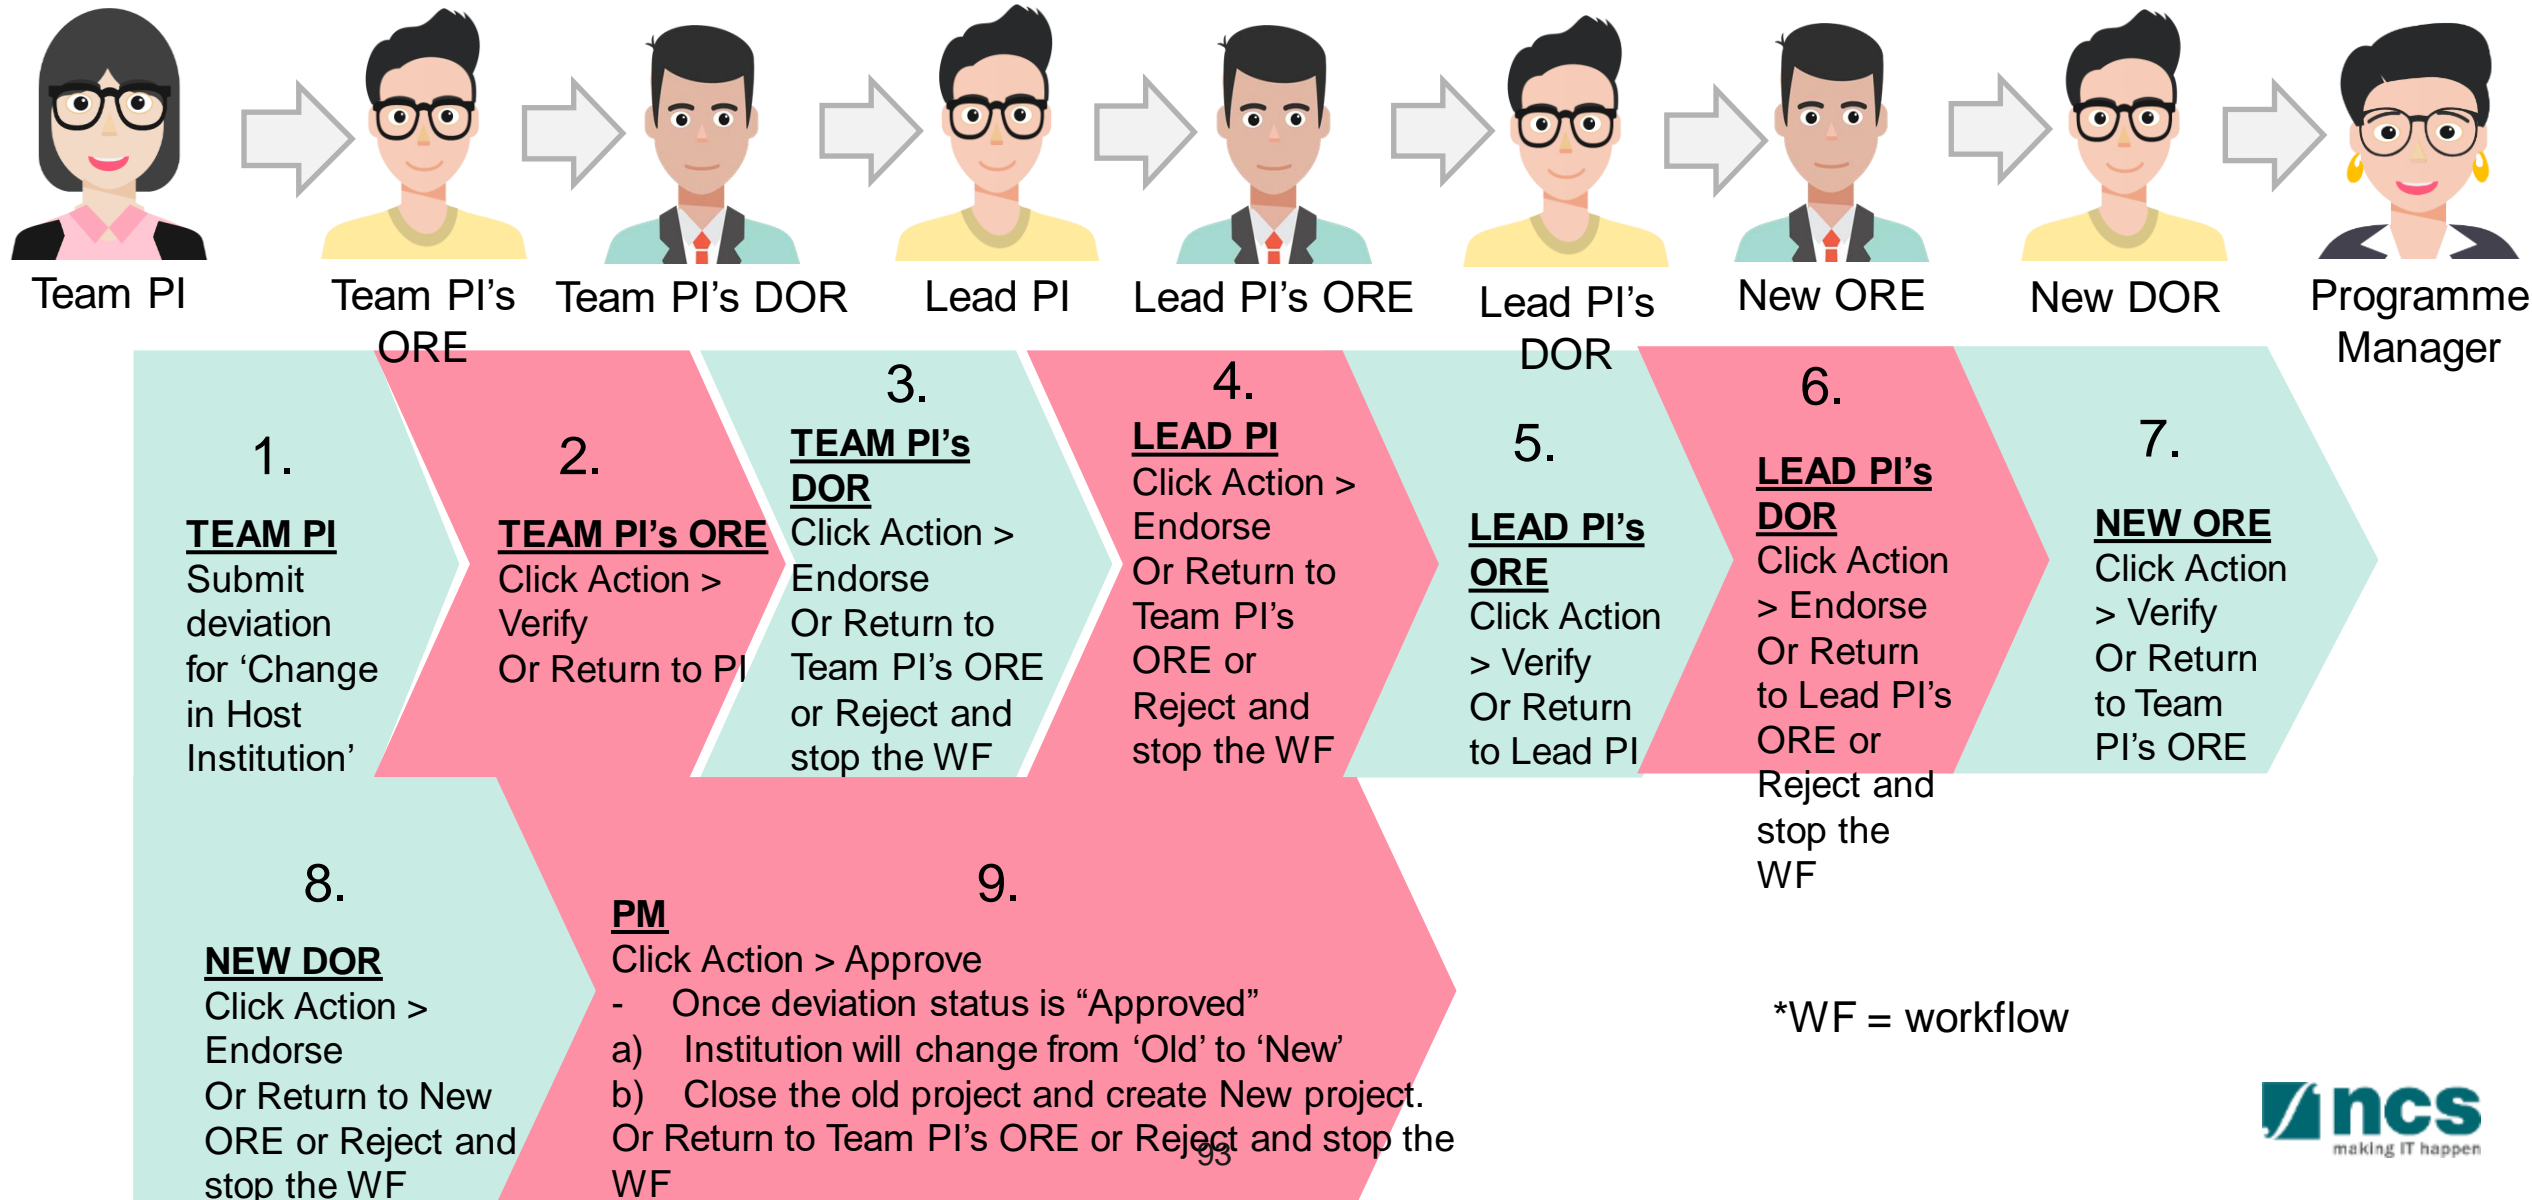 Team PI
Team PI's
ORE
Team PI's DOR
Lead PI
Lead PI's ORE
Lead PI's
DOR
New ORE
New DOR
Programme
Manager
1.
TEAM PI
Submit
deviation
for ‘Change
in Host
Institution’
2.
TEAM PI’s ORE
Click Action >
Verify
Or Return to PI
3.
TEAM PI’s
DOR
Click Action >
Endorse
Or Return to
Team PI’s ORE
or Reject and
stop the WF
4.
LEAD PI
Click Action >
Endorse
Or Return to
Team PI’s
ORE or
Reject and
stop the WF
5.
LEAD PI’s
ORE
Click Action
> Verify
Or Return
to Lead PI
6.
LEAD PI’s
DOR
Click Action
> Endorse
Or Return
to Lead PI’s
ORE or
Reject and
stop the
WF
7.
NEW ORE
Click Action
> Verify
Or Return
to Team
PI’s ORE
8.
NEW DOR
Click Action >
Endorse
Or Return to New
ORE or Reject and
stop the WF
9.
PM
Click Action > Approve
- Once deviation status is “Approved”
a) Institution will change from ‘Old’ to ‘New’
b) Close the old project and create New project.
Or Return to Team PI’s ORE or Reject and stop the
WF
93
*WF = workflow
ncs
making IT happen